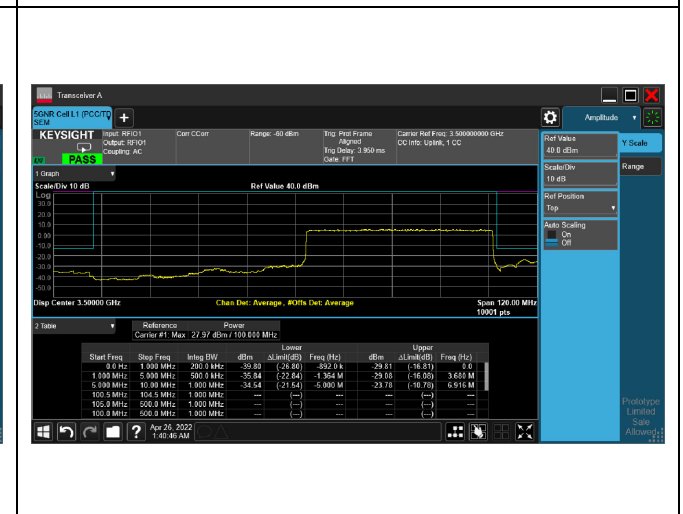 Transceiver A
5GNR Cell L1 (PCC/TQ
SEM
+
Amplitude
KEYSIGHT
PASS
Input: RFIO1
Output: RFIO1
Coupling: AC
Corr CCorr
Range: -60 dBm
Trig: Prot Frame
Aligned
Trig Delay: 3.950 ms
Gate: FFT
Carrier Ref Freq: 3.500000000 GHz
CC Info: Uplink, 1 CC
1 Graph
Scale/Div 10 dB
Ref Value 40.0 dBm
Log
30.0
20.0
10.0
0.00
-10.0
-20.0
-30.0
-40.0
-50.0
Disp Center 3.50000 GHz
Chan Det: Average, #Offs Det: Average
Span 120.00 MHz
10001 pts
2 Table
Reference Power
Carrier #1: Max 27.97 dBm / 100.000 MHz
Lower Upper
Start Freq Stop Freq Integ BW dBm ΔLimit(dB) Freq (Hz) dBm ΔLimit(dB) Freq (Hz)
0.0 Hz 1.000 MHz 200.0 kHz -39.80 (-26.80) -892.0 k -29.81 (-16.81) 0.0
1.000 MHz 5.000 MHz 500.0 kHz -35.84 (-22.84) -1.364 M -29.08 (-16.08) 3.680 M
5.000 MHz 10.00 MHz 1.000 MHz -34.54 (-21.54) -5.000 M -23.78 (-10.78) 6.916 M
100.5 MHz 104.5 MHz 1.000 MHz --- (---) --- (---)
105.0 MHz 500.0 MHz 1.000 MHz --- (---) --- (---)
100.0 MHz 500.0 MHz 1.000 MHz --- (---) --- (---)
?
Apr 26, 2022
1:40:46 AM
Ref Value
40.0 dBm
Scale/Div
10 dB
Ref Position
Top
Auto Scaling
On
Off
Y Scale
Range
Prototype
Limited
Sale
Allowed